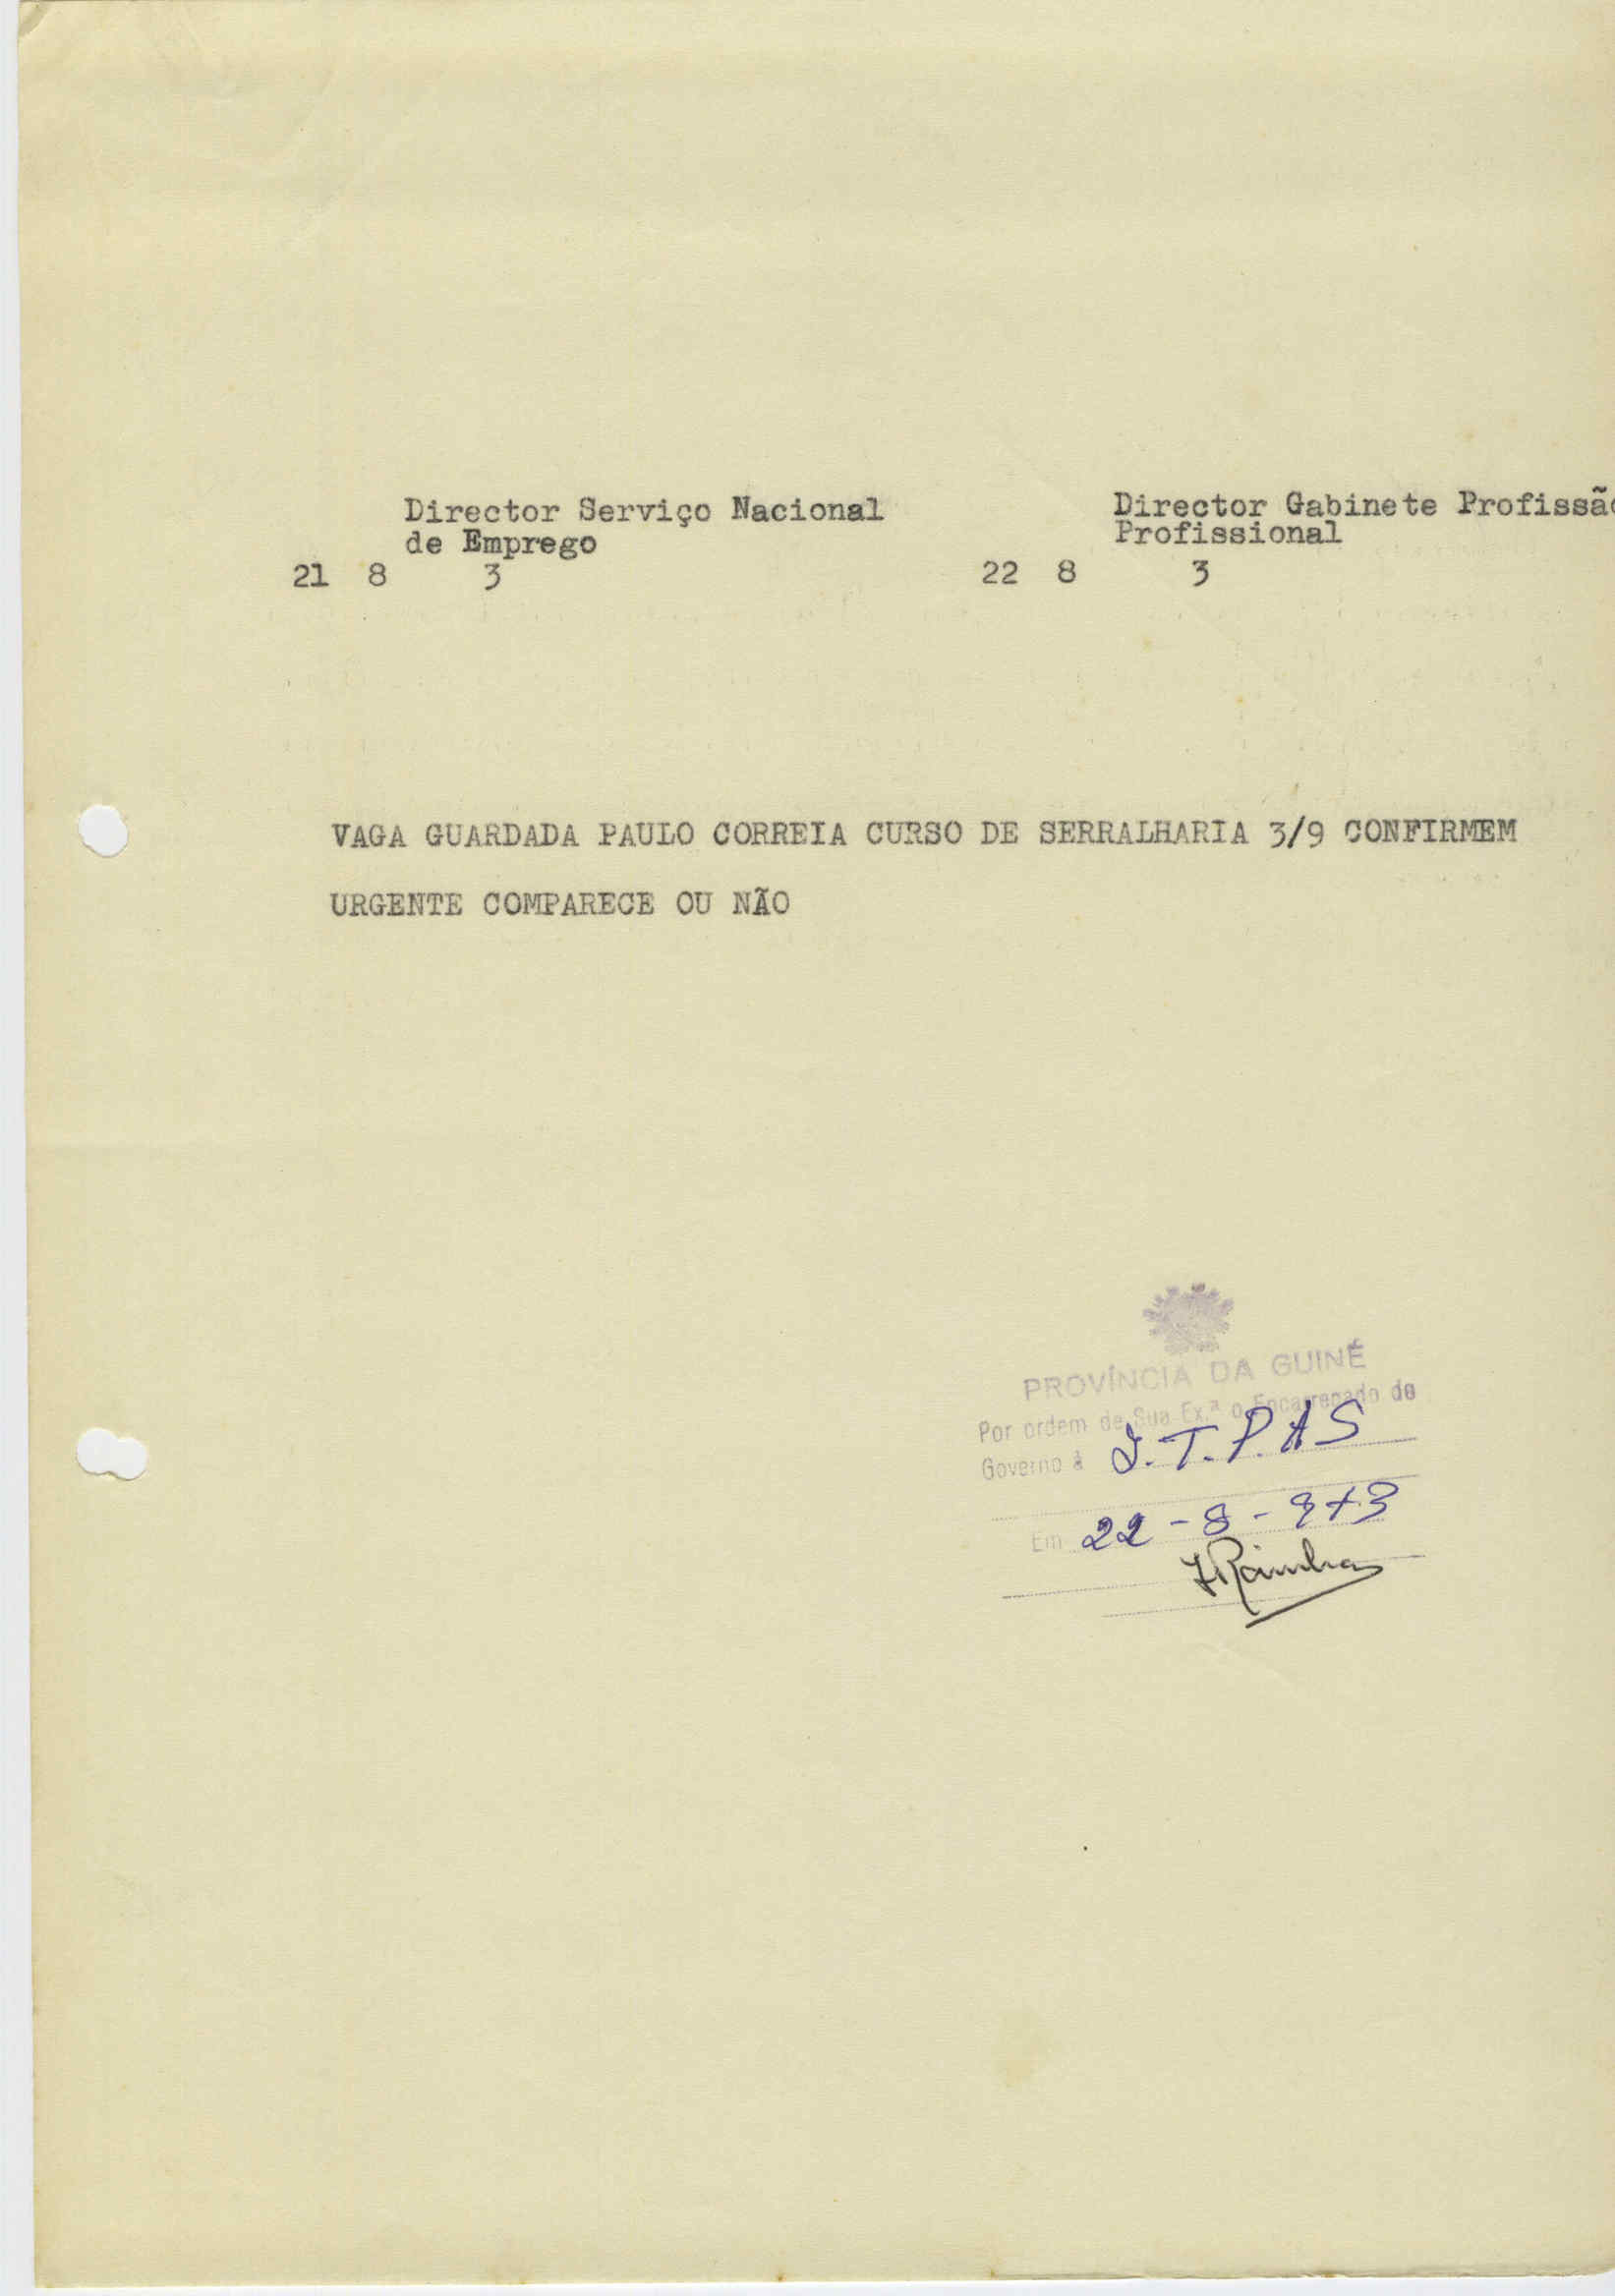 Director Serviço Nacional
de Emprego
21 8 3
Director Gabinete Profissão
Profissional
22 8 3
VAGA GUARDADA PAULO CORREIA CURSO DE SERRALHARIA 3/9 CONFIRMEM
URGENTE COMPARECE OU NÃO
PROVÍNCIA DA GUINÉ
Por ordem de Sua Ex.ª o Encarregado do
Governo à I.T.P.AS
Em 22-8-973